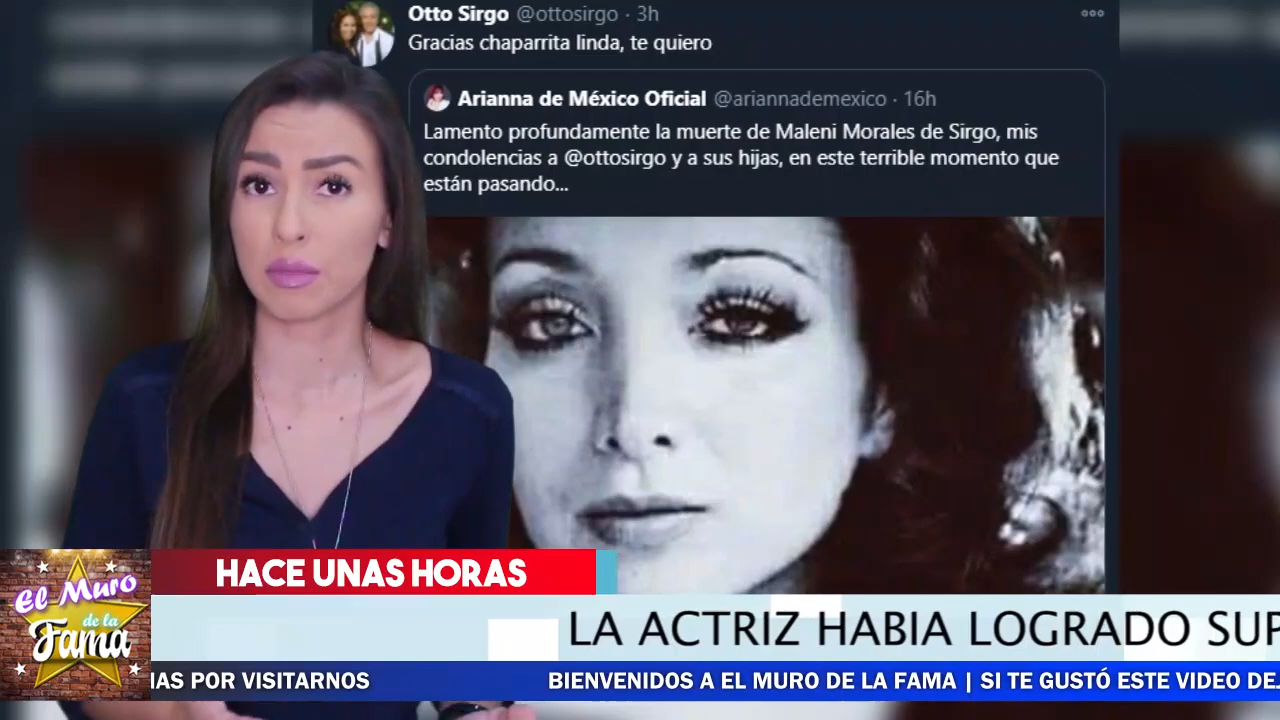 Otto Sirgo @ottosirgo · 3h
Gracias chaparrita linda, te quiero
Arianna de México Oficial @ariannademexico · 16h
Lamento profundamente la muerte de Maleni Morales de Sirgo, mis
condolencias a @ottosirgo y a sus hijas, en este terrible momento que
están pasando...
HACE UNAS HORAS
El Muro
de la
Fama
LA ACTRIZ HABIA LOGRADO SUP
IAS POR VISITARNOS BIENVENIDOS A EL MURO DE LA FAMA | SI TE GUSTÓ ESTE VIDEO DE